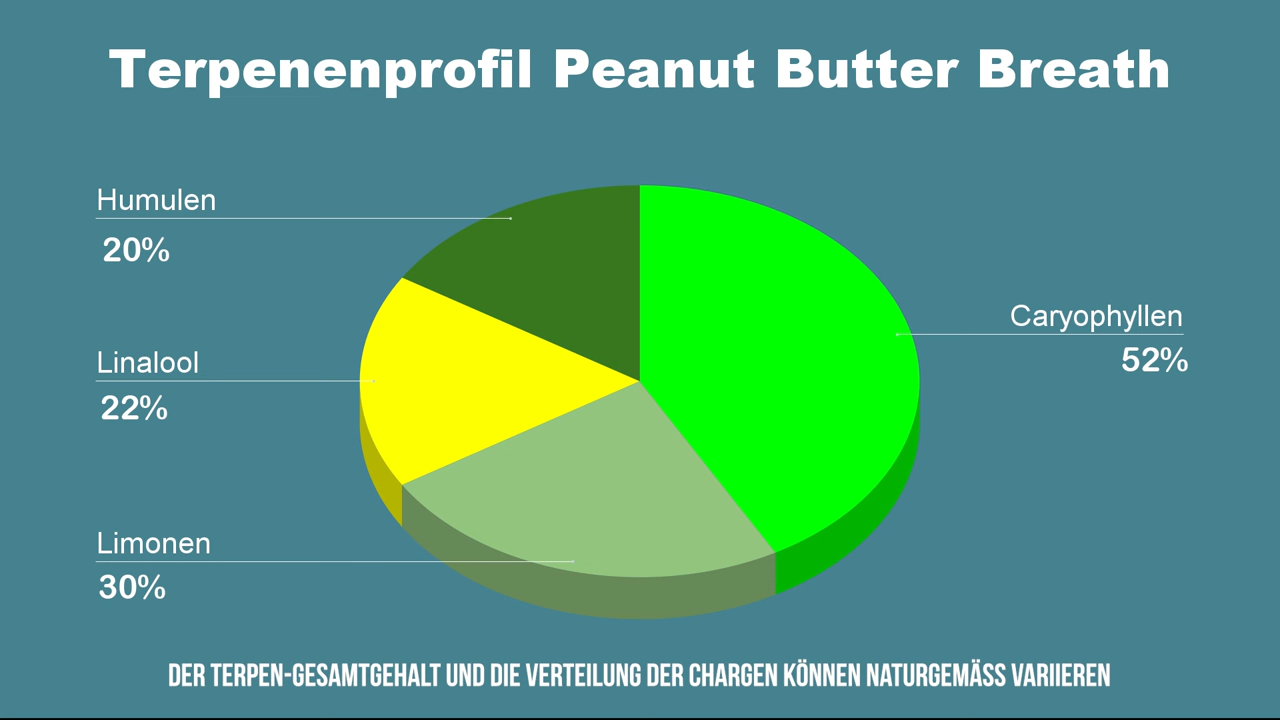 Terpenenprofil Peanut Butter Breath
Humulen
20%
Caryophyllen
52%
Linalool
22%
Limonen
30%
DER TERPEN-GESAMTGEHALT UND DIE VERTEILUNG DER CHARGEN KÖNNEN NATURGEMÄSS VARIIEREN